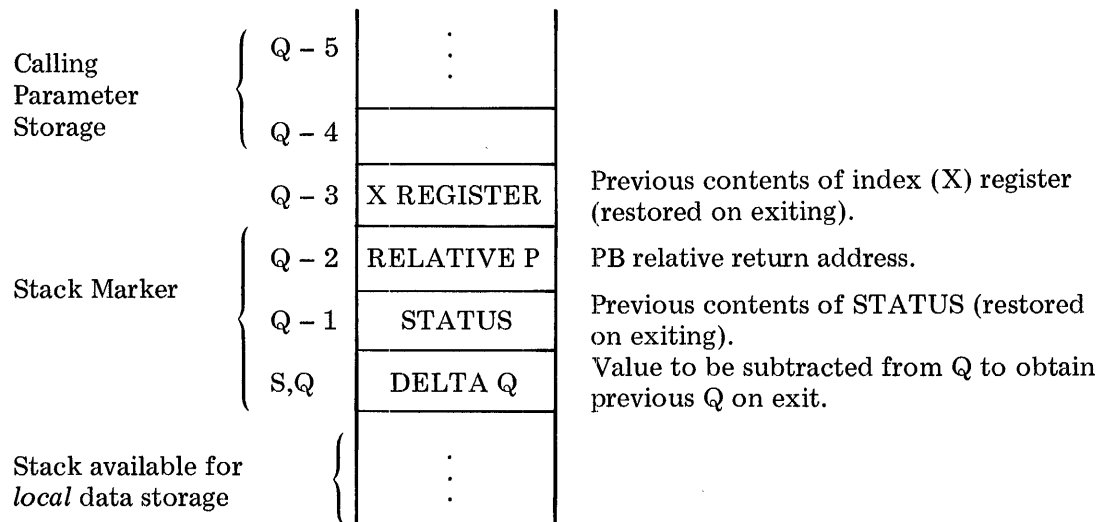 Calling
Parameter
Storage
Q – 5
Q – 4
Q – 3
X REGISTER
Previous contents of index (X) register
(restored on exiting).
Stack Marker
Q – 2
RELATIVE P
PB relative return address.
Q – 1
STATUS
Previous contents of STATUS (restored
on exiting).
S,Q
DELTA Q
Value to be subtracted from Q to obtain
previous Q on exit.
Stack available for
local data storage